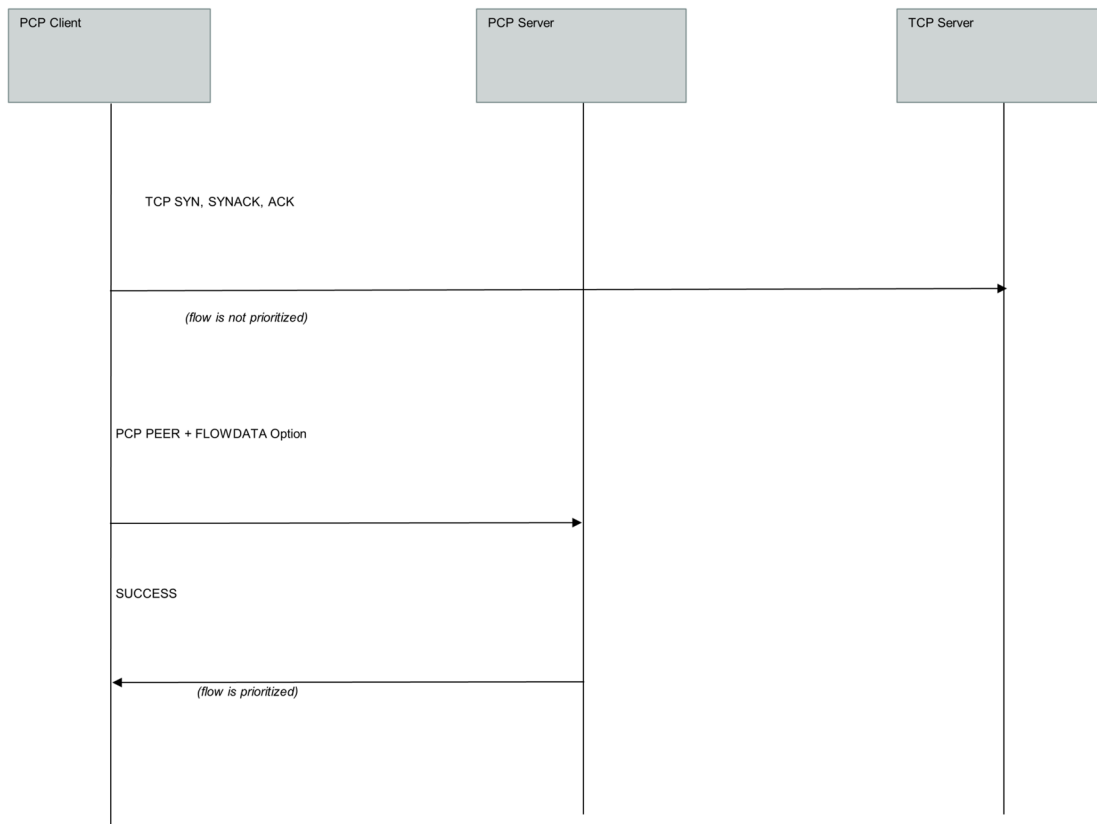 PCP Client
PCP Server
TCP Server
TCP SYN, SYNACK, ACK
(flow is not prioritized)
PCP PEER + FLOWDATA Option
SUCCESS
(flow is prioritized)